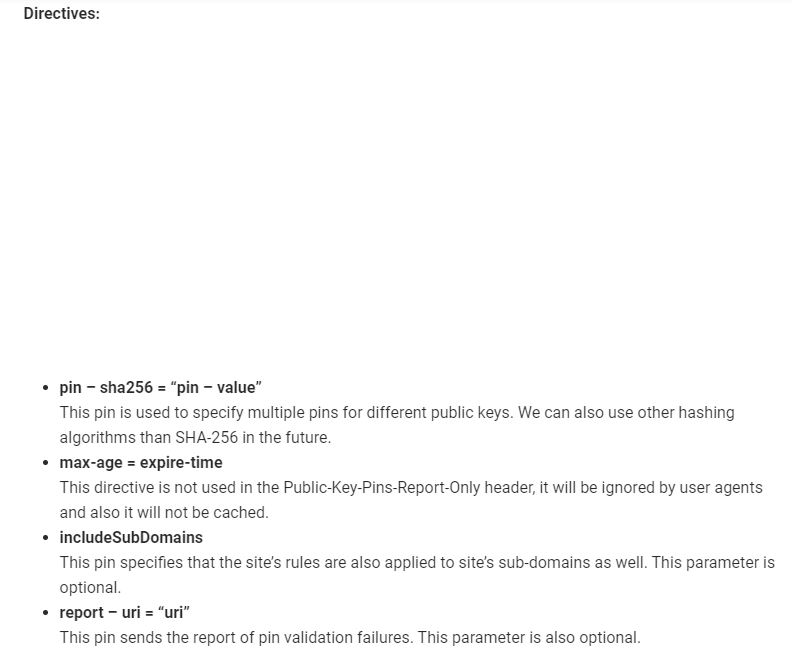 Directives:
pin – sha256 = “pin – value”
This pin is used to specify multiple pins for different public keys. We can also use other hashing
algorithms than SHA-256 in the future.
max-age = expire-time
This directive is not used in the Public-Key-Pins-Report-Only header, it will be ignored by user agents
and also it will not be cached.
includeSubDomains
This pin specifies that the site’s rules are also applied to site’s sub-domains as well. This parameter is
optional.
report – uri = “uri”
This pin sends the report of pin validation failures. This parameter is also optional.